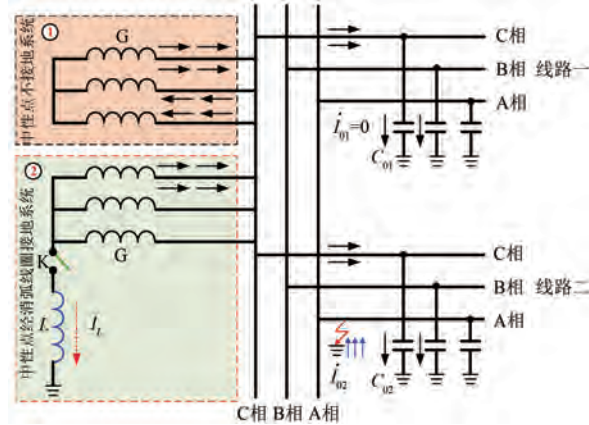 ①
中性点不接地系统
G
C相
B相 线路一
A相
İ₀₁=0
C₀₁
②
中性点经消弧线圈接地系统
G
K
L
I_L
C相
B相 线路二
A相
İ₀₂
C₀₂
C相 B相 A相